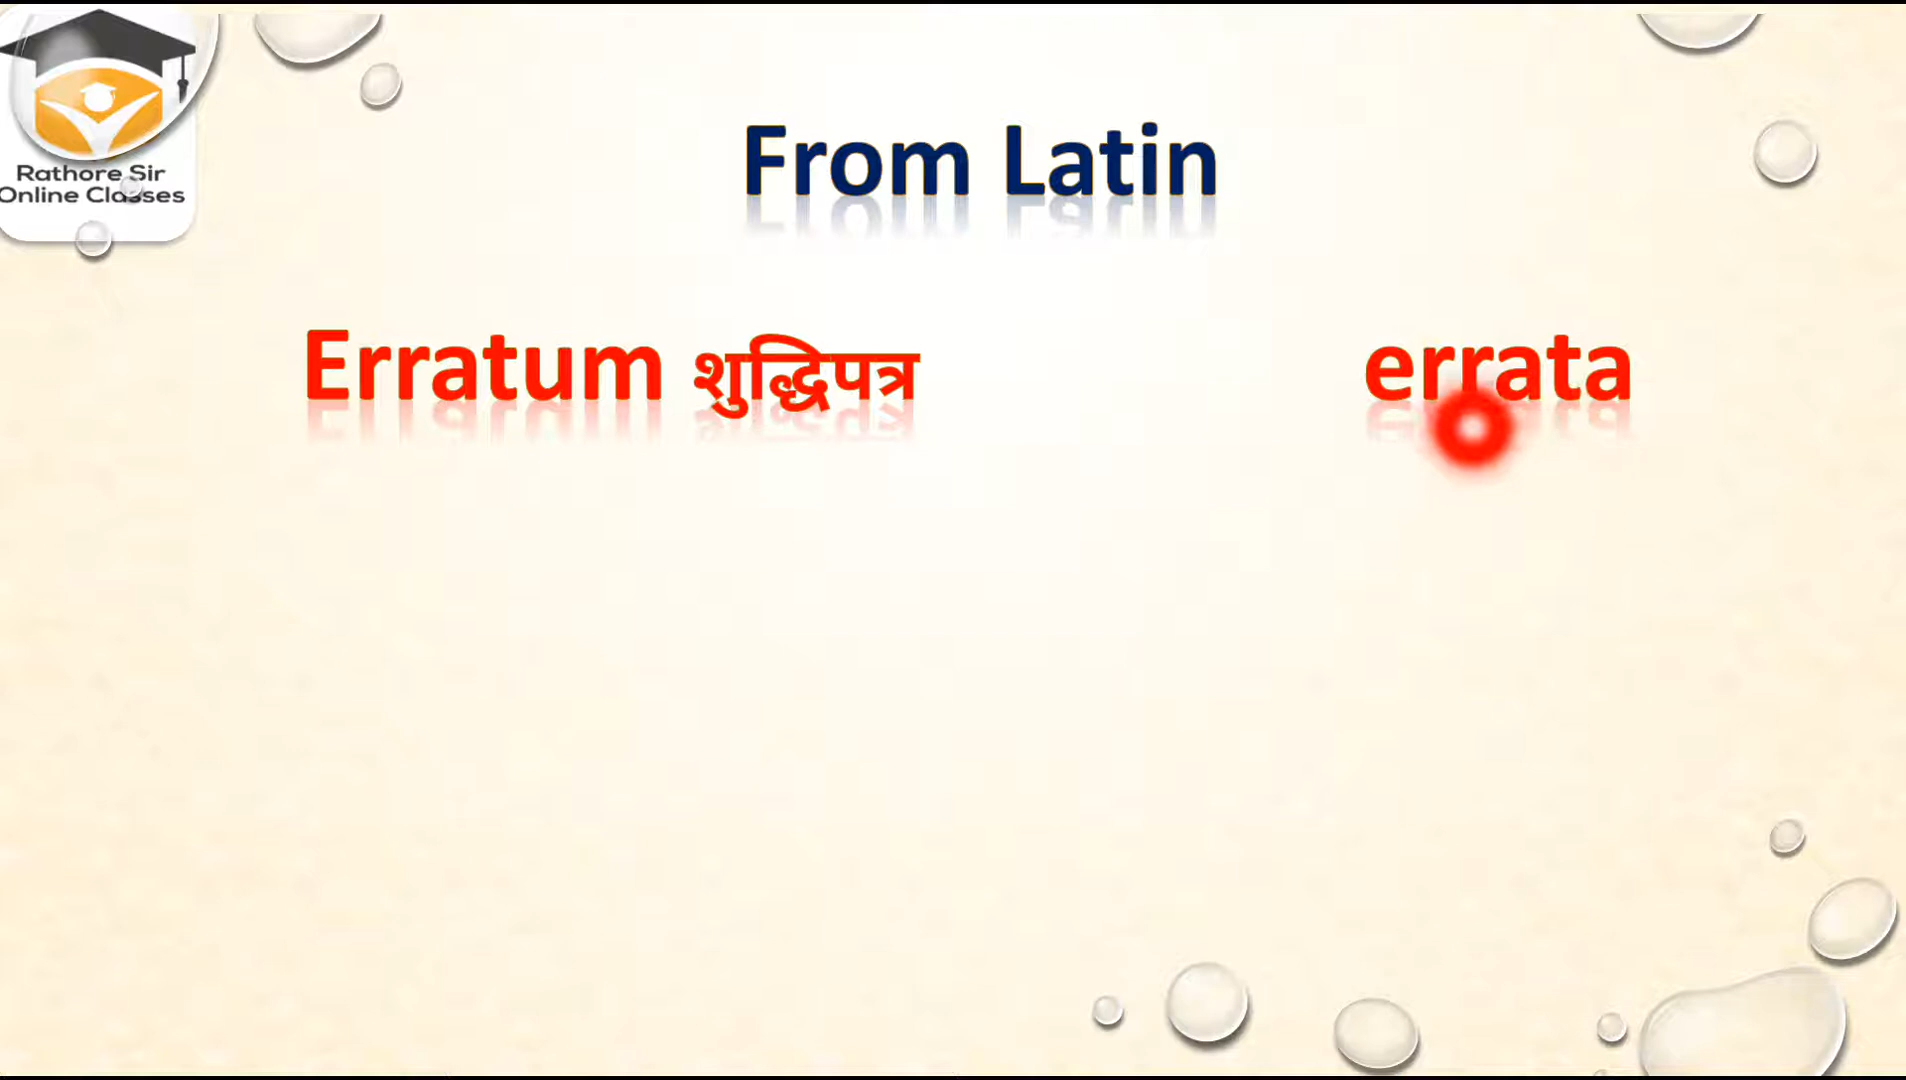 Rathore Sir
Online Classes
From Latin
Erratum शुद्धिपत्र errata